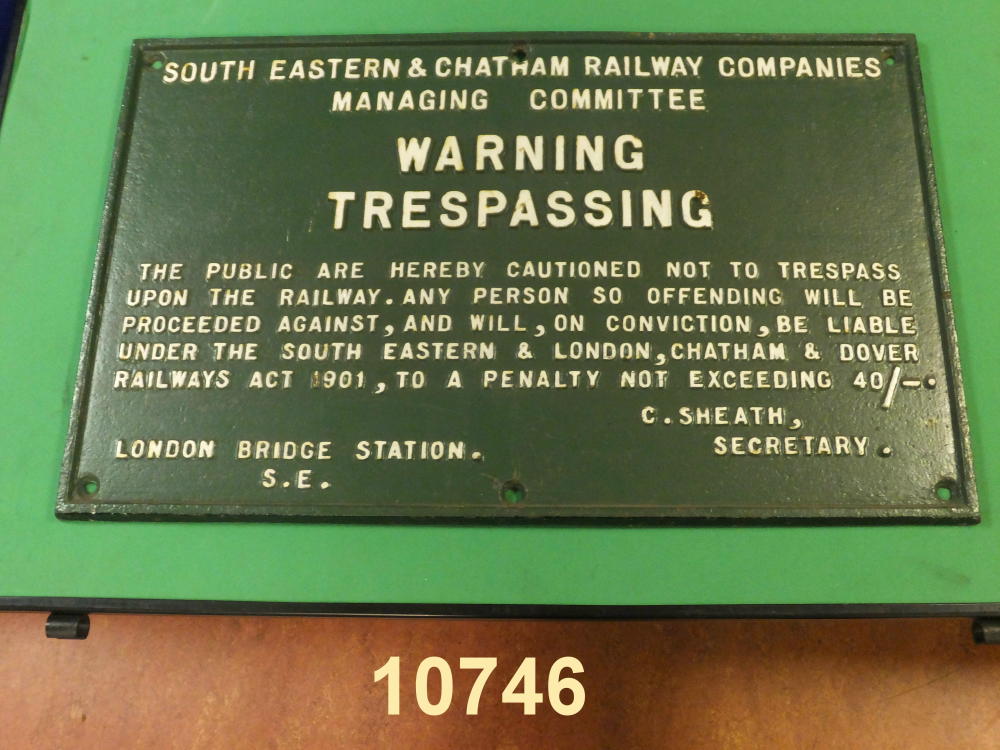 SOUTH EASTERN & CHATHAM RAILWAY COMPANIES
MANAGING COMMITTEE
WARNING
TRESPASSING
THE PUBLIC ARE HEREBY CAUTIONED NOT TO TRESPASS
UPON THE RAILWAY. ANY PERSON SO OFFENDING WILL BE
PROCEEDED AGAINST, AND WILL, ON CONVICTION, BE LIABLE
UNDER THE SOUTH EASTERN & LONDON, CHATHAM & DOVER
RAILWAYS ACT 1901, TO A PENALTY NOT EXCEEDING 40/-.
C. SHEATH,
SECRETARY.
LONDON BRIDGE STATION.
S.E.
10746